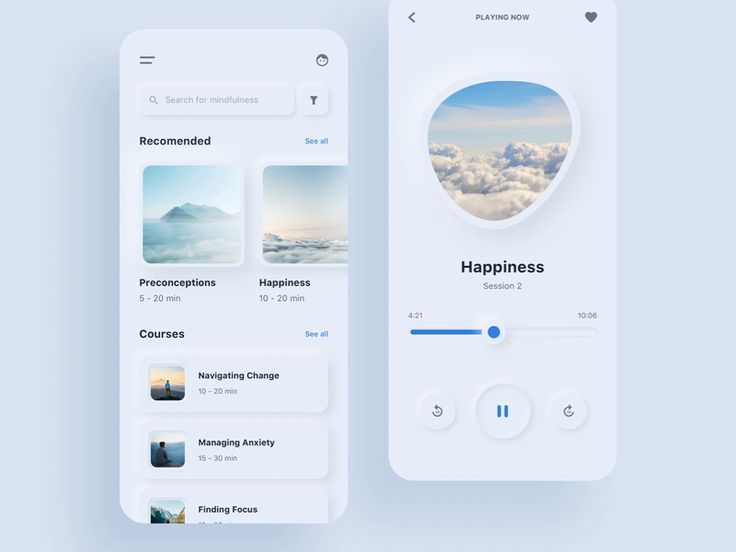 Search for mindfulness
Recomended
See all
Preconceptions
5 - 20 min
Happiness
10 - 20 min
Courses
See all
Navigating Change
10 - 20 min
Managing Anxiety
15 - 30 min
Finding Focus
PLAYING NOW
Happiness
Session 2
4:21
10:06